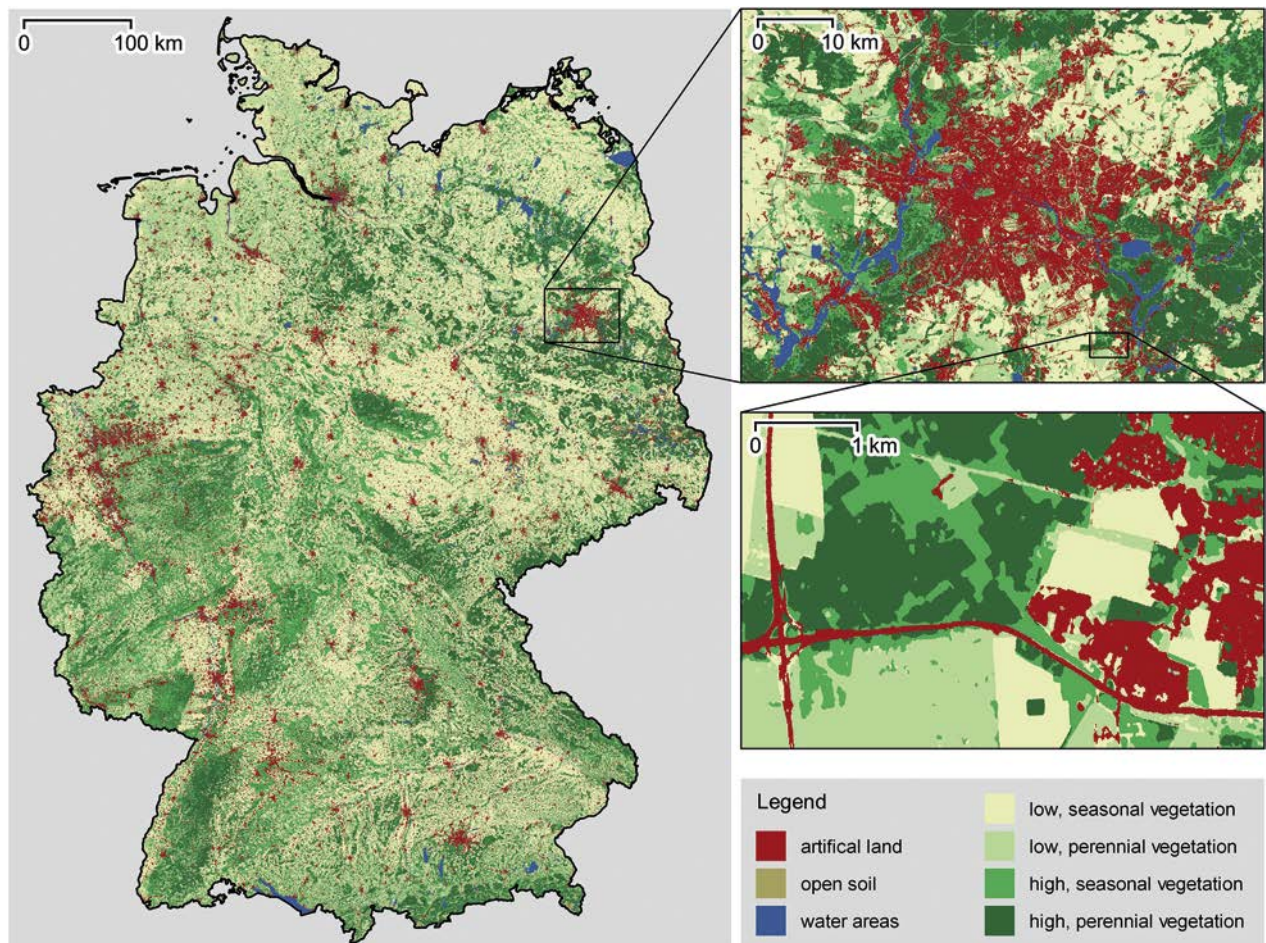 0 100 km
0 10 km
0 1 km
Legend
artifical land
open soil
water areas
low, seasonal vegetation
low, perennial vegetation
high, seasonal vegetation
high, perennial vegetation